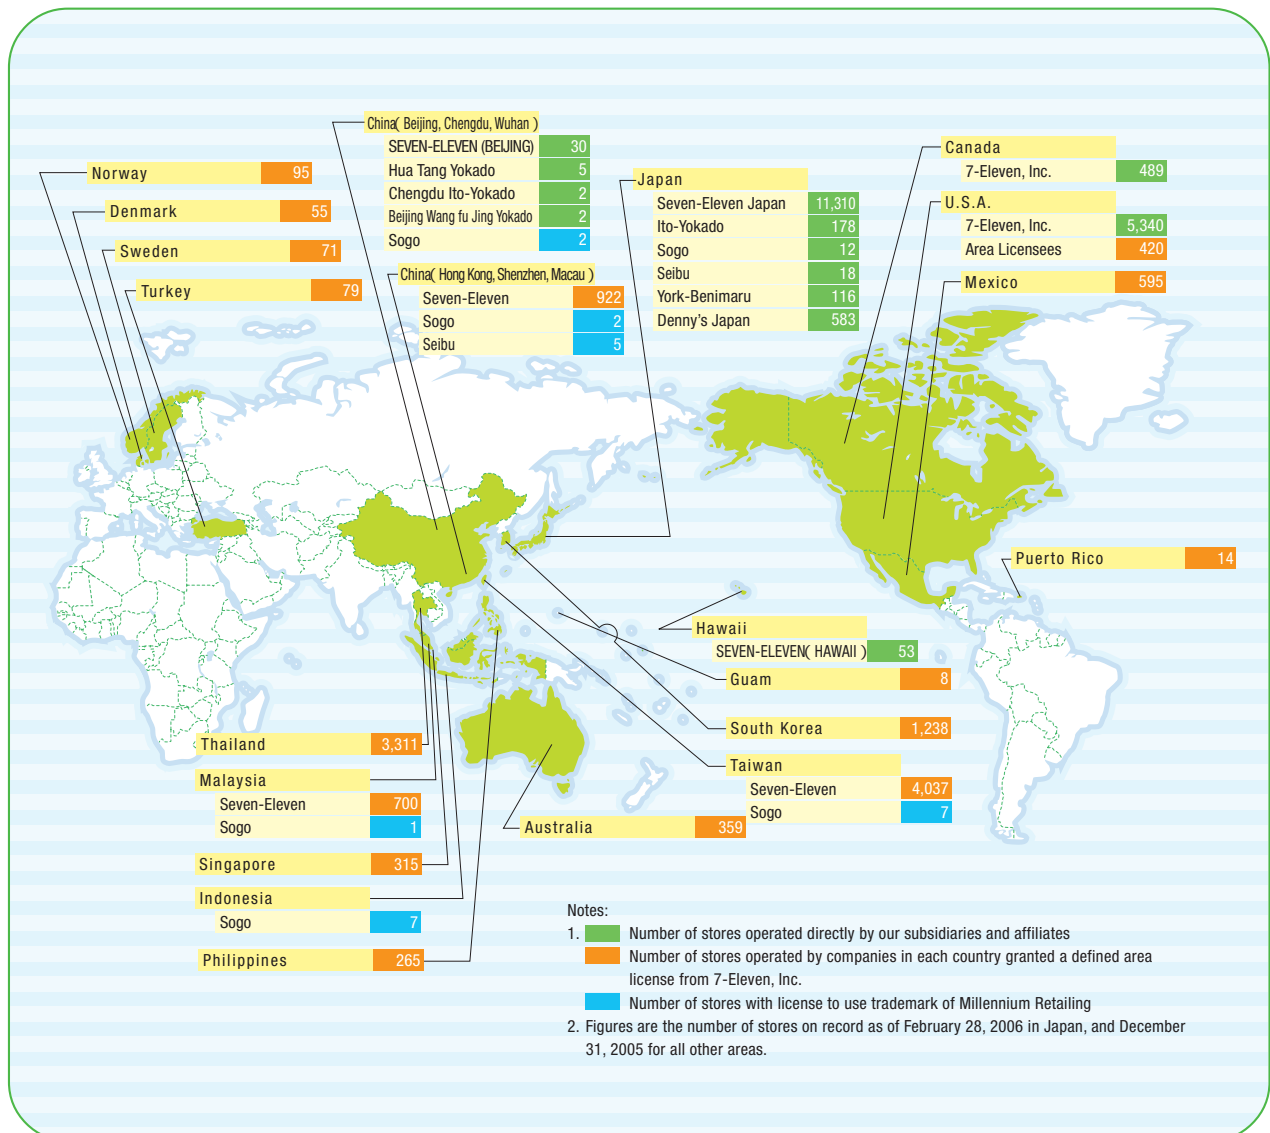 Norway 95
Denmark 55
Sweden 71
Turkey 79
China( Beijing, Chengdu, Wuhan )
SEVEN-ELEVEN (BEIJING) 30
Hua Tang Yokado 5
Chengdu Ito-Yokado 2
Beijing Wang fu Jing Yokado 2
Sogo 2
China( Hong Kong, Shenzhen, Macau )
Seven-Eleven 922
Sogo 2
Seibu 5
Japan
Seven-Eleven Japan 11,310
Ito-Yokado 178
Sogo 12
Seibu 18
York-Benimaru 116
Denny's Japan 583
Canada
7-Eleven, Inc. 489
U.S.A.
7-Eleven, Inc. 5,340
Area Licensees 420
Mexico 595
Puerto Rico 14
Hawaii
SEVEN-ELEVEN( HAWAII ) 53
Guam 8
South Korea 1,238
Taiwan
Seven-Eleven 4,037
Sogo 7
Australia 359
Thailand 3,311
Malaysia
Seven-Eleven 700
Sogo 1
Singapore 315
Indonesia
Sogo 7
Philippines 265
Notes:
1. Number of stores operated directly by our subsidiaries and affiliates
Number of stores operated by companies in each country granted a defined area
license from 7-Eleven, Inc.
Number of stores with license to use trademark of Millennium Retailing
2. Figures are the number of stores on record as of February 28, 2006 in Japan, and December
31, 2005 for all other areas.